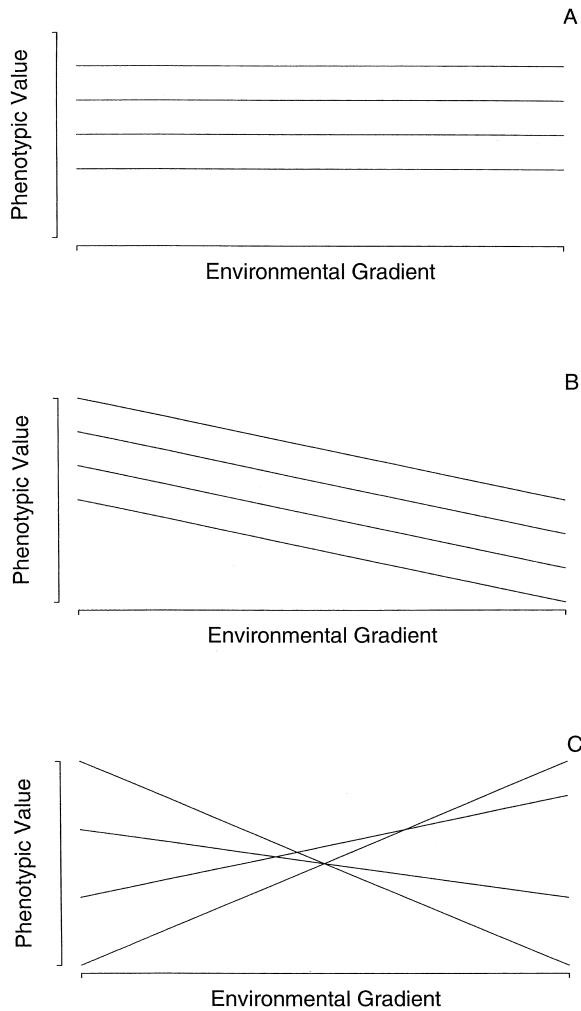 A
Phenotypic Value
Environmental Gradient
B
Phenotypic Value
Environmental Gradient
C
Phenotypic Value
Environmental Gradient